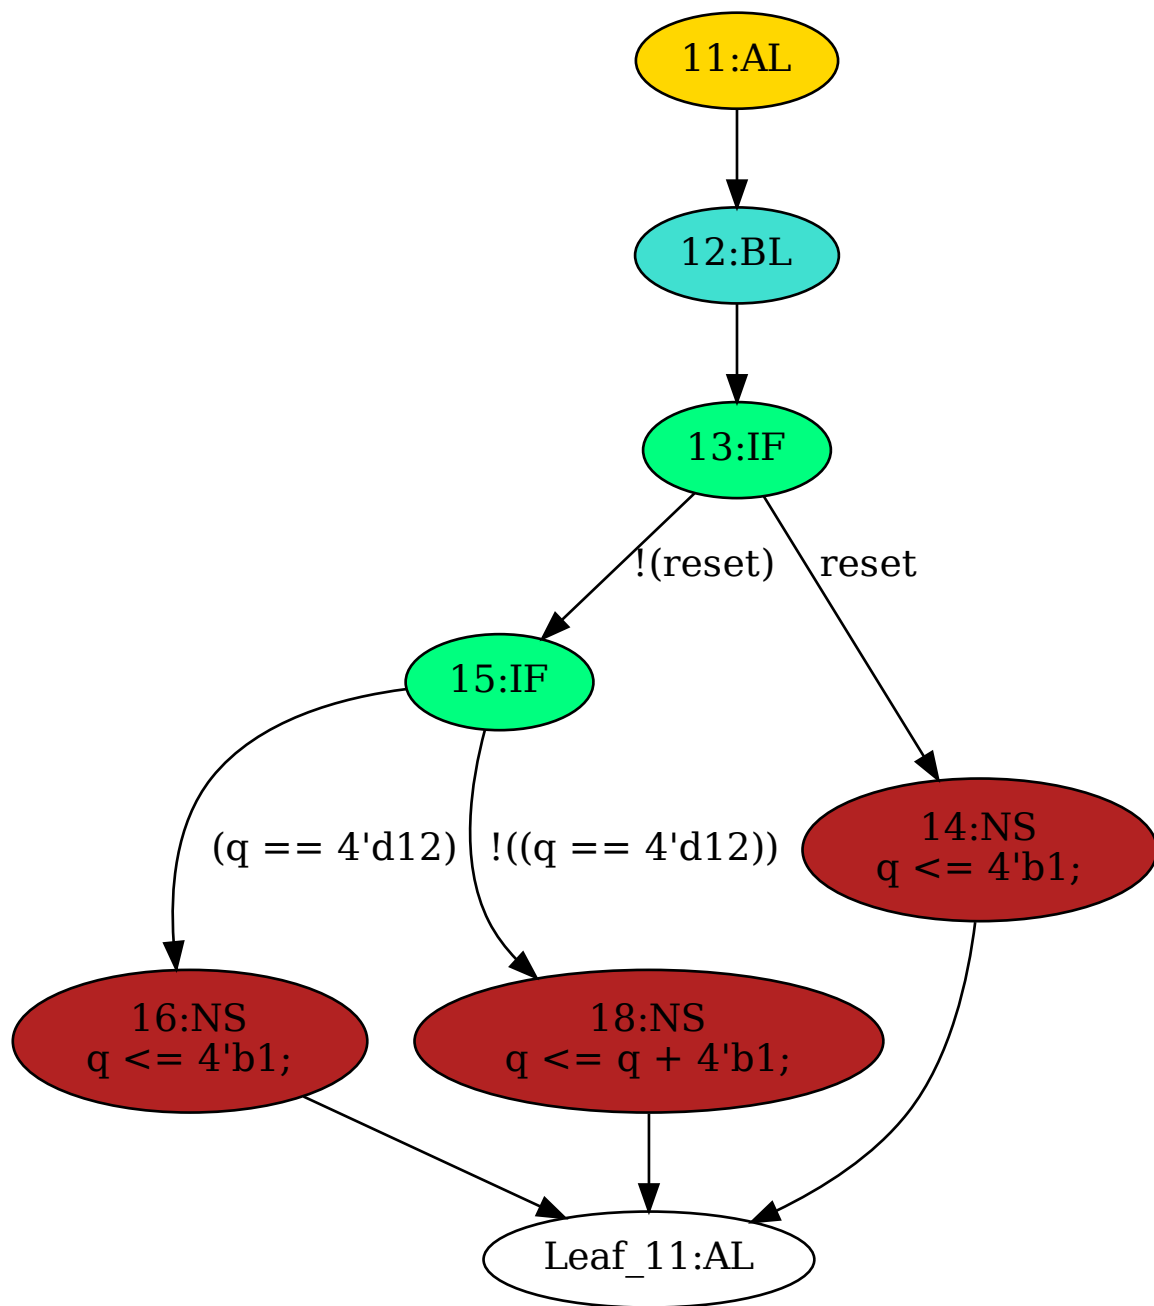 11:AL
12:BL
13:IF
!(reset)
reset
15:IF
(q == 4'd12)
!((q == 4'd12))
14:NS
q <= 4'b1;
16:NS
q <= 4'b1;
18:NS
q <= q + 4'b1;
Leaf_11:AL